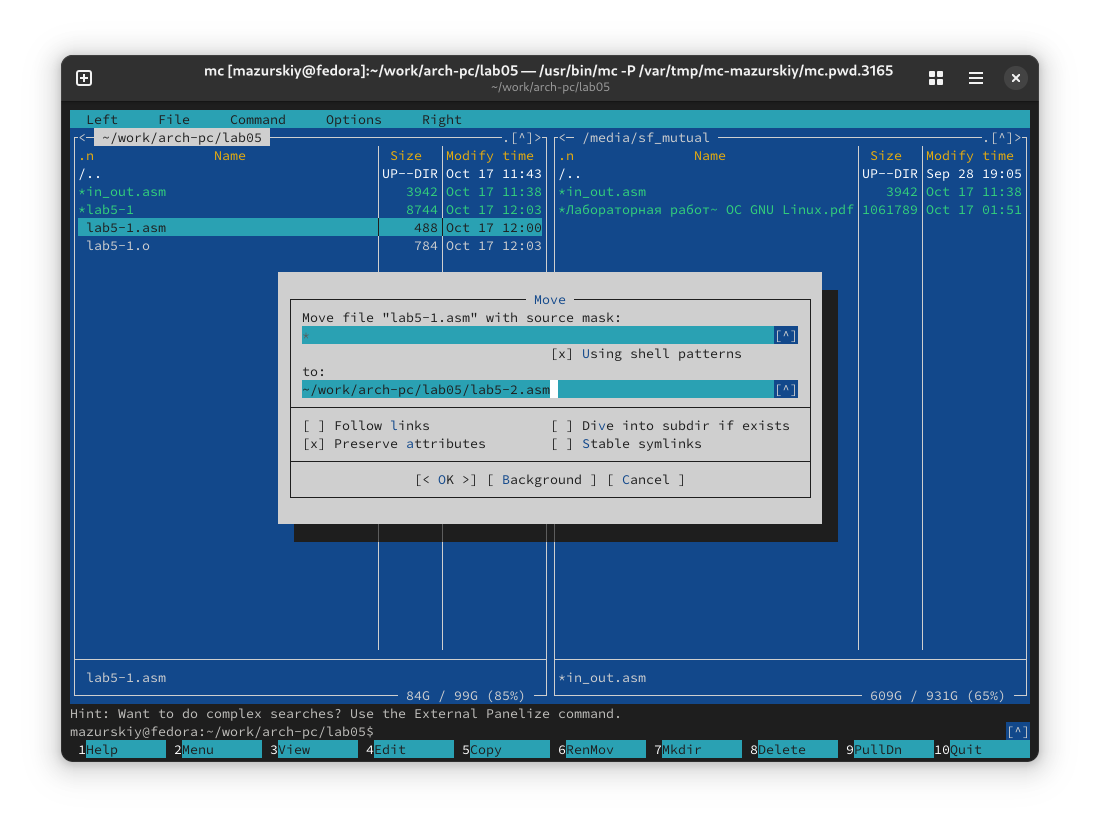 mc [mazurskiy@fedora]:~/work/arch-pc/lab05 — /usr/bin/mc -P /var/tmp/mc-mazurskiy/mc.pwd.3165
~/work/arch-pc/lab05
Left File Command Options Right
<— ~/work/arch-pc/lab05 .[^]> <— /media/sf_mutual .[^]>
.n Name Size Modify time .n Name Size Modify time
/.. UP--DIR Oct 17 11:43 /.. UP--DIR Sep 28 19:05
*in_out.asm 3942 Oct 17 11:38 *in_out.asm 3942 Oct 17 11:38
*lab5-1 8744 Oct 17 12:03 *Лабораторная работ~ ОС GNU Linux.pdf 1061789 Oct 17 01:51
lab5-1.asm 488 Oct 17 12:00
lab5-1.o 784 Oct 17 12:03
Move
Move file "lab5-1.asm" with source mask:
* [^]
[x] Using shell patterns
to:
~/work/arch-pc/lab05/lab5-2.asm [^]
[ ] Follow links [ ] Dive into subdir if exists
[x] Preserve attributes [ ] Stable symlinks
[< OK >] [ Background ] [ Cancel ]
lab5-1.asm *in_out.asm
84G / 99G (85%) 609G / 931G (65%)
Hint: Want to do complex searches? Use the External Panelize command.
mazurskiy@fedora:~/work/arch-pc/lab05$ [^]
1Help 2Menu 3View 4Edit 5Copy 6RenMov 7Mkdir 8Delete 9PullDn 10Quit